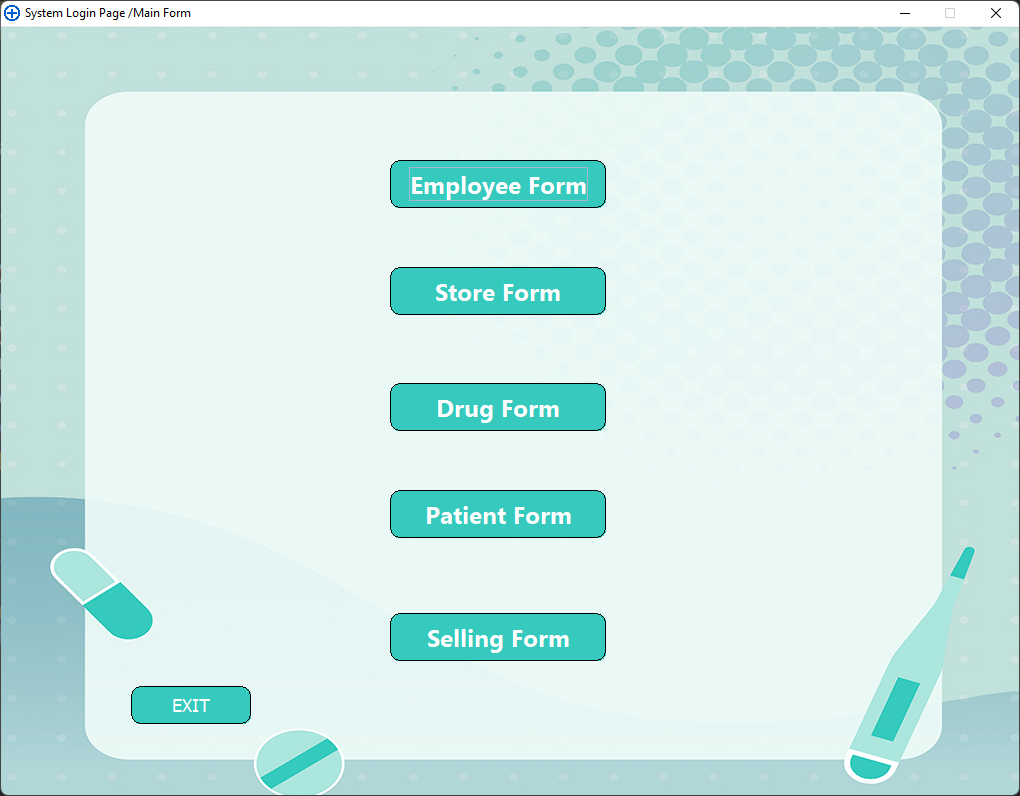 System Login Page /Main Form
Employee Form
Store Form
Drug Form
Patient Form
Selling Form
EXIT